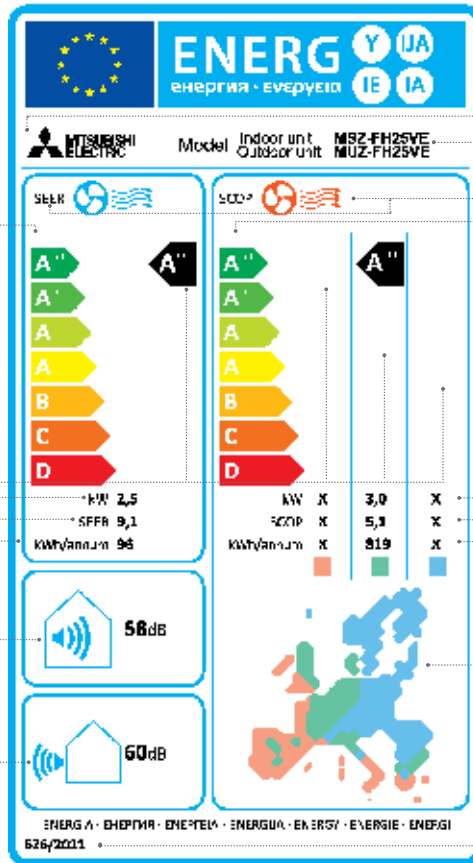 ENERG Y IJA
енергия · ενεργεια IE IA
MITSUBISHI ELECTRIC
Model Indoor unit MSZ-FH25VE
Outdoor unit MUZ-FH25VE
SEER
SCOP
A
A
A
A
B
C
D
A
A
A
A
B
C
D
A
A
kW 2,5
SEER 9,1
KWh/annum 96
kW X 3,0 X
SCOP X 5,1 X
KWh/annum X 819 X
58dB
60dB
ENERGIA · ЕНЕРГИЯ · ΕΝΕΡΓΕΙΑ · ENERGIJA · ENERGY · ENERGIE · ENERGI
626/2011